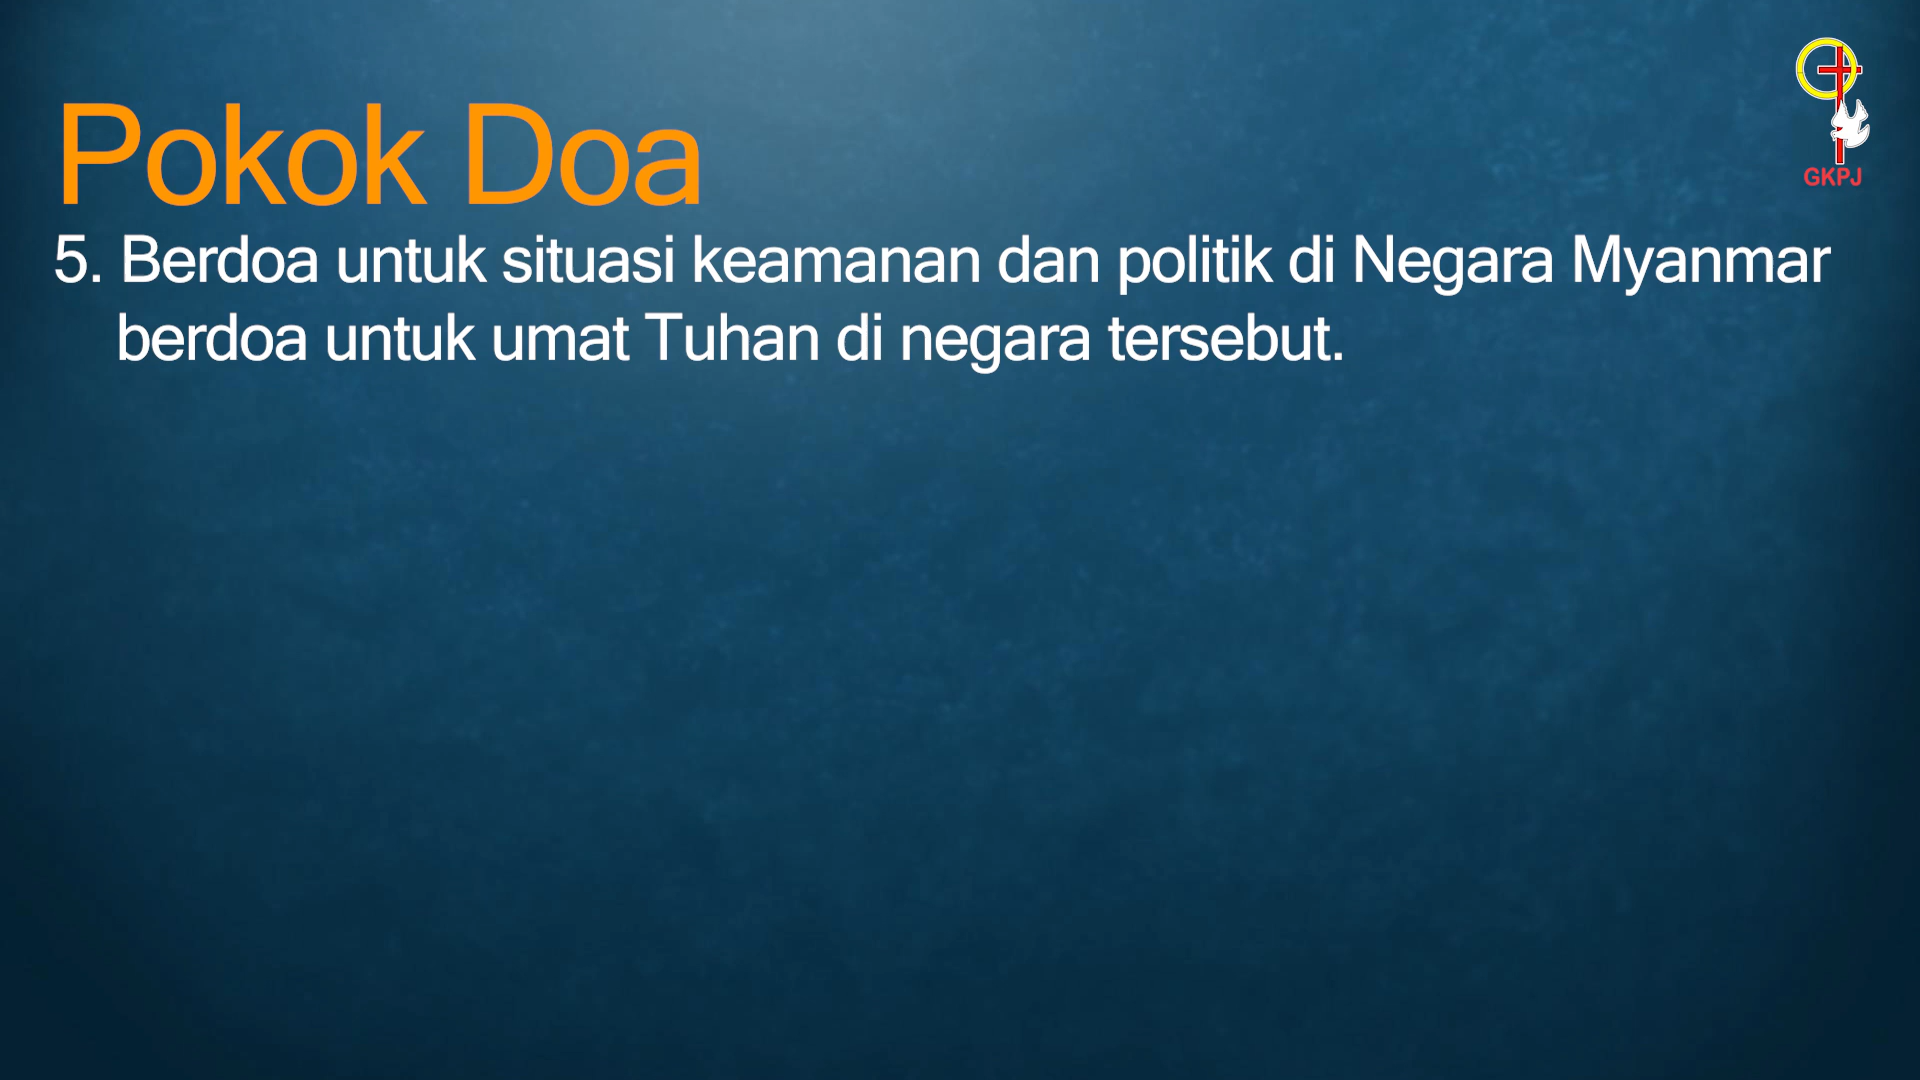 GKPJ
Pokok Doa
5. Berdoa untuk situasi keamanan dan politik di Negara Myanmar
berdoa untuk umat Tuhan di negara tersebut.